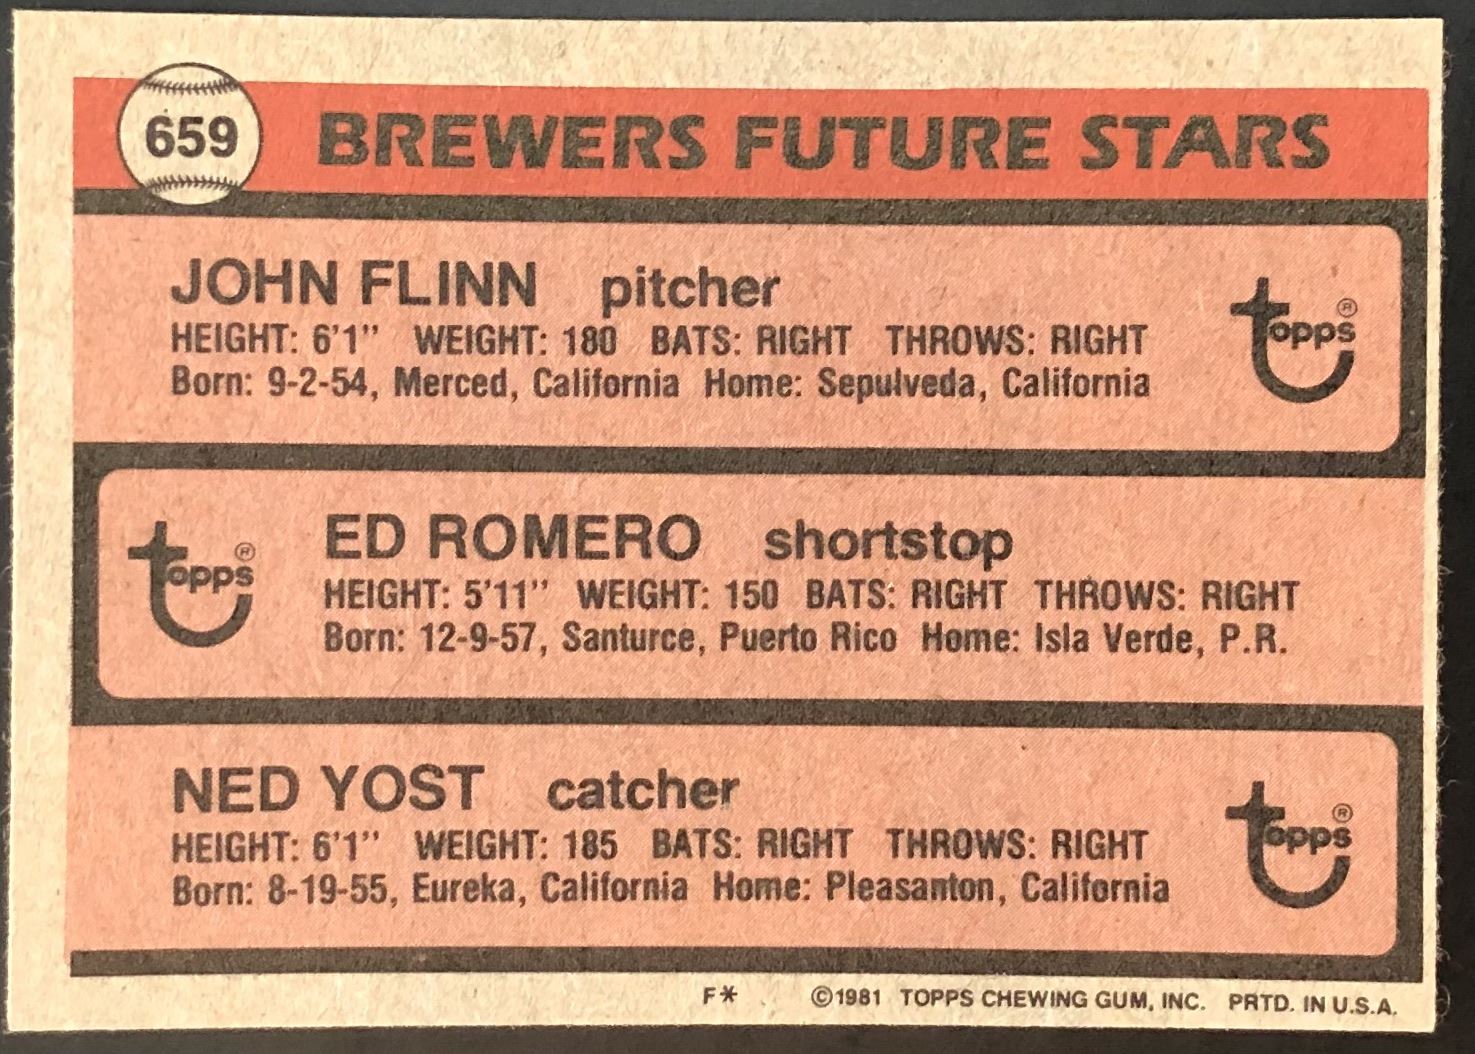 659 BREWERS FUTURE STARS
JOHN FLINN pitcher
HEIGHT: 6'1" WEIGHT: 180 BATS: RIGHT THROWS: RIGHT
Born: 9-2-54, Merced, California Home: Sepulveda, California
topps ®
ED ROMERO shortstop
HEIGHT: 5'11" WEIGHT: 150 BATS: RIGHT THROWS: RIGHT
Born: 12-9-57, Santurce, Puerto Rico Home: Isla Verde, P.R.
topps ®
NED YOST catcher
HEIGHT: 6'1" WEIGHT: 185 BATS: RIGHT THROWS: RIGHT
Born: 8-19-55, Eureka, California Home: Pleasanton, California
topps ®
F* ©1981 TOPPS CHEWING GUM, INC. PRTD. IN U.S.A.